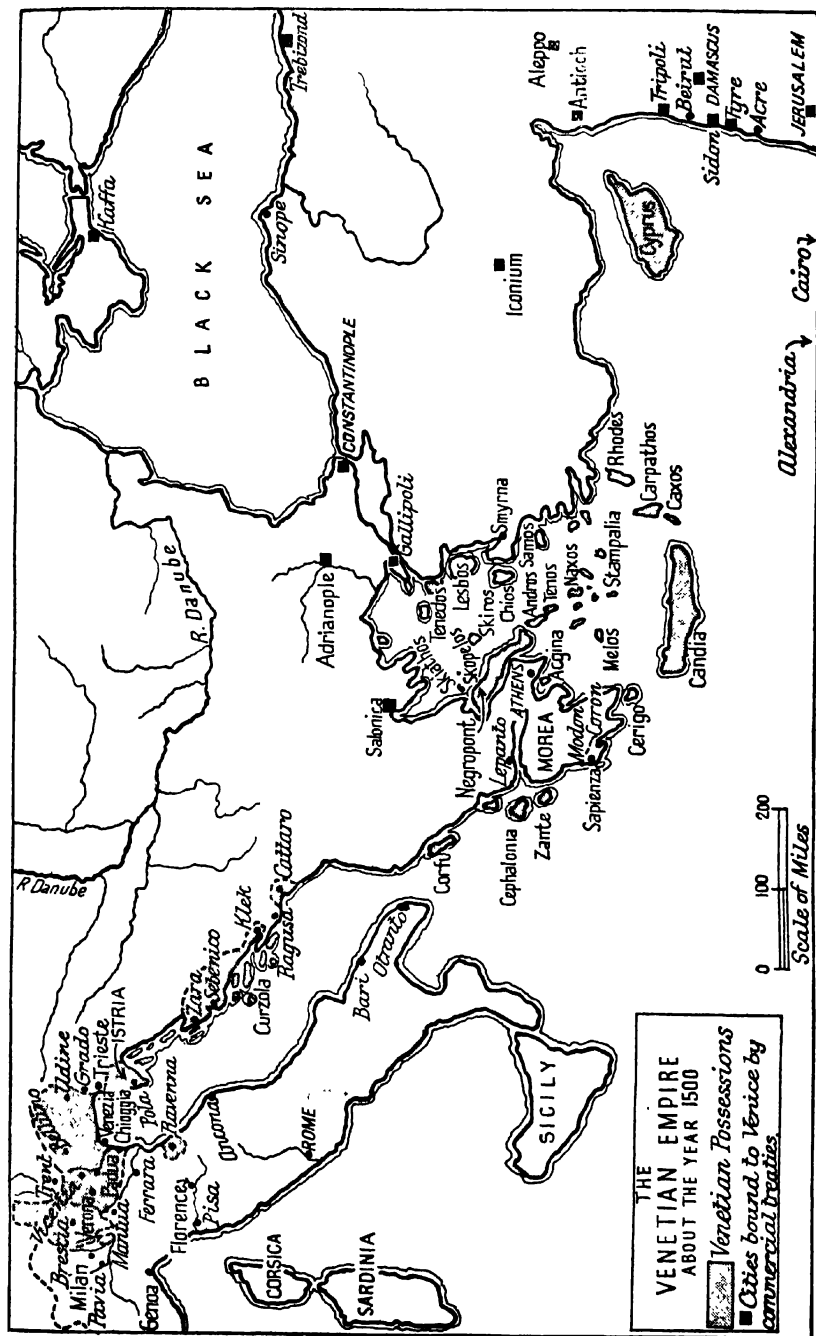 THE
VENETIAN EMPIRE
ABOUT THE YEAR 1500
Venetian Possessions
Cities bound to Venice by
commercial treaties
Scale of Miles
0 100 200
BLACK SEA
Kaffa
Trebizond
Sinope
CONSTANTINOPLE
Gallipoli
Adrianople
Iconium
Aleppo
Tripoli
Beirut
DAMASCUS
Sidon
Tyre
Acre
JERUSALEM
Cyprus
Cairo
Alexandria
R. Danube
R Danube
Salonica
Skiathos
Skopelos
Tenedos
Lesbos
Skiros
Chios
Smyrna
Andros
Samos
Tenos
Naxos
Stampalia
Rhodes
Carpathos
Caxos
Melos
Candia
Negropont
ATHENS
Aegina
Lepanto
MOREA
Modon
Coron
Sapienza
Cerigo
Corfu
Cephalonia
Zante
Udine
Grado
Trieste
ISTRIA
Venezia
Chioggia
Pola
Ravenna
Zara
Sebenico
Klek
Curzola
Ragusa
Cattaro
Brestia
Verona
Padua
Milan
Pavia
Mantua
Ferrara
Genoa
Florence
Pisa
Ancona
ROME
Bari
Otranto
CORSICA
SARDINIA
SICILY